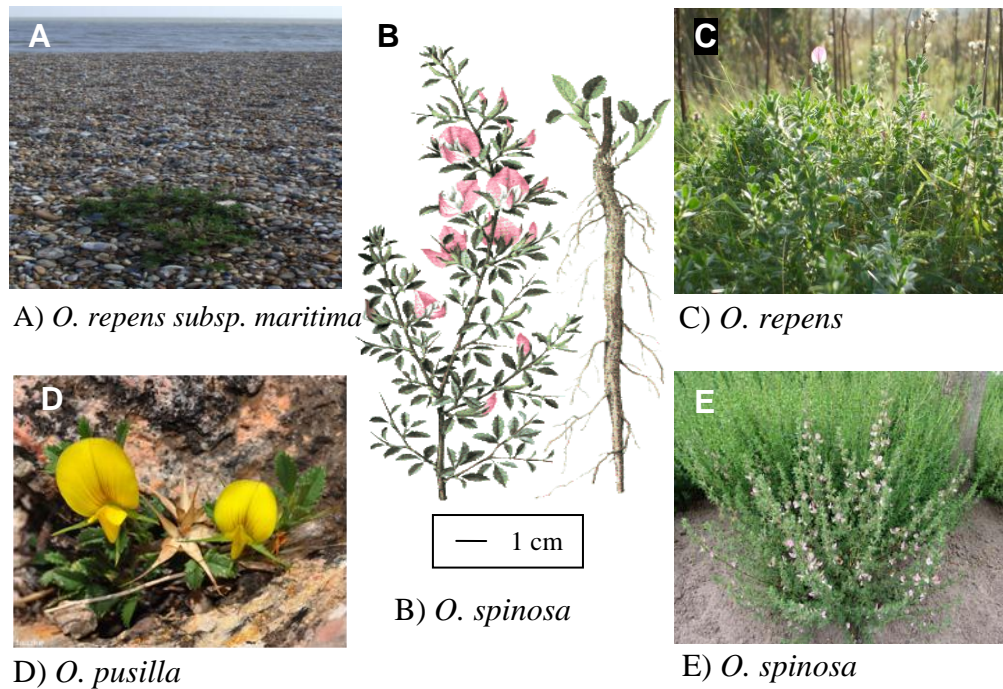 A
B
C
A) O. repens subsp. maritima
C) O. repens
D
E
1 cm
B) O. spinosa
D) O. pusilla
E) O. spinosa